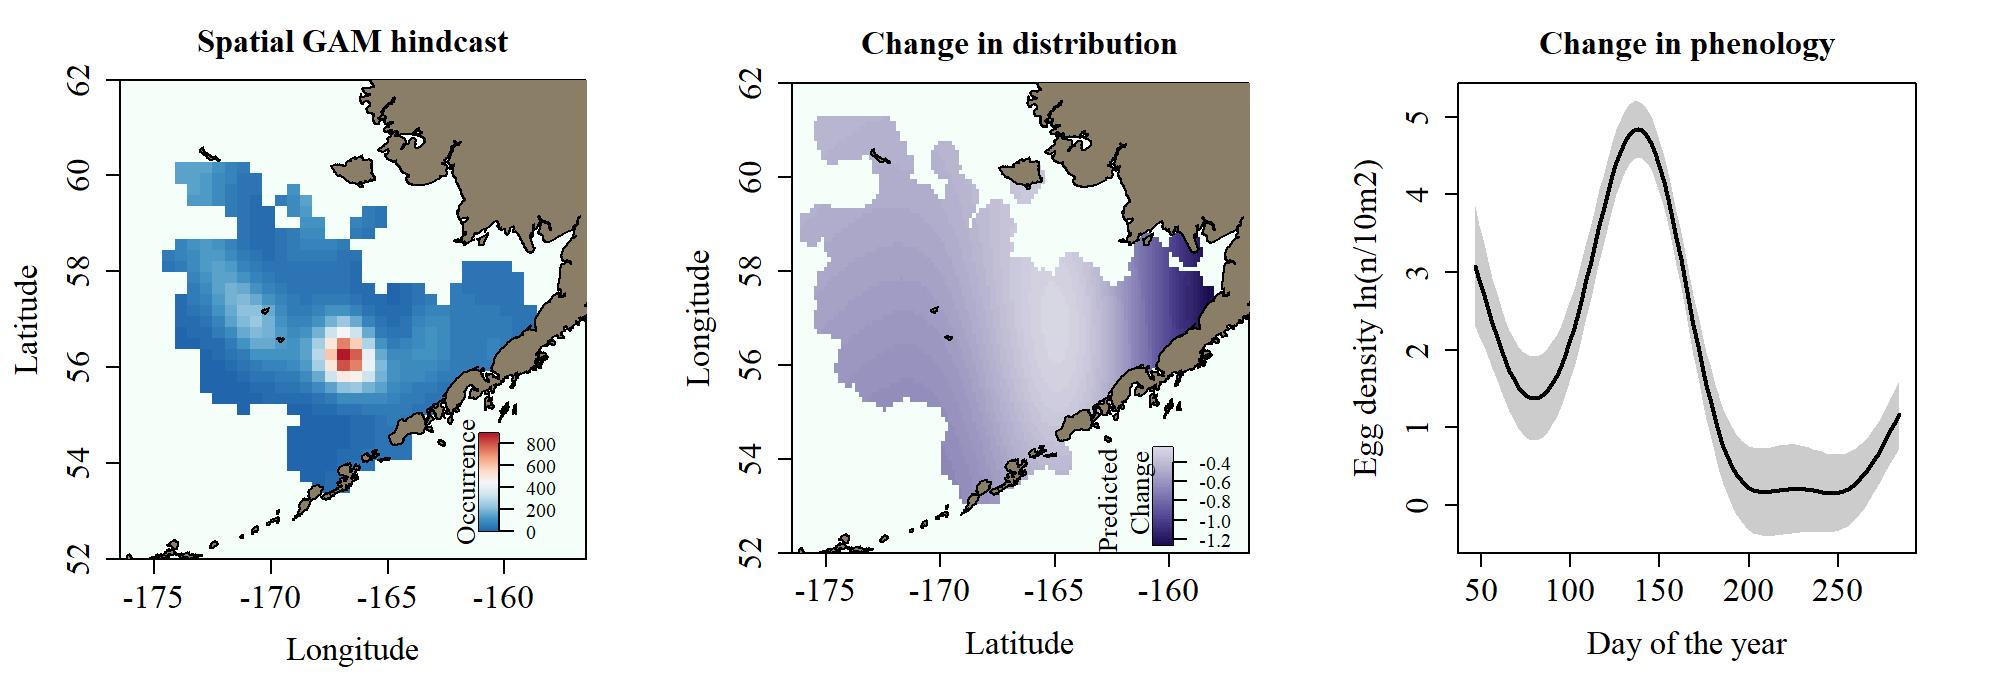 Spatial GAM hindcast
Latitude
62
60
58
56
54
52
-175 -170 -165 -160
Longitude
Occurrence
800
600
400
200
0
Change in distribution
Longitude
62
60
58
56
54
52
-175 -170 -165 -160
Latitude
Predicted
Change
-0.4
-0.6
-0.8
-1.0
-1.2
Change in phenology
Egg density ln(n/10m2)
5
4
3
2
1
0
50 100 150 200 250
Day of the year